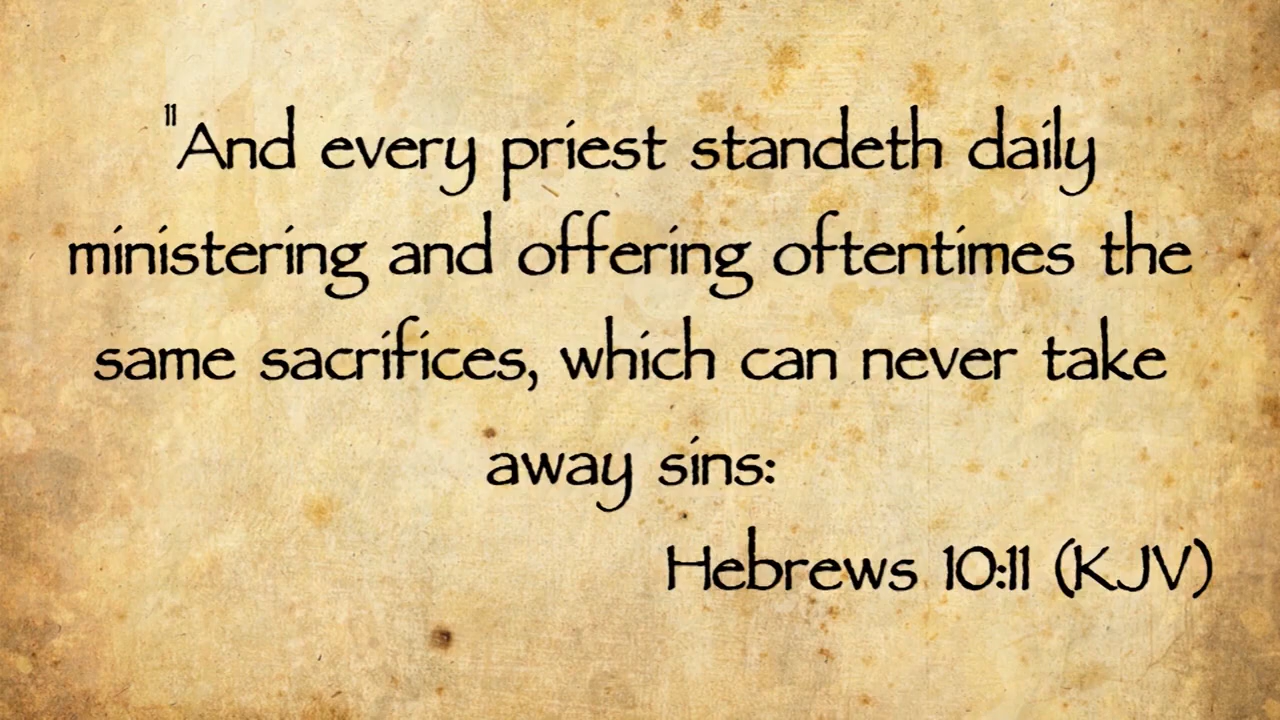 "And every priest standeth daily
ministering and offering oftentimes the
same sacrifices, which can never take
away sins:
Hebrews 10:11 (KJV)